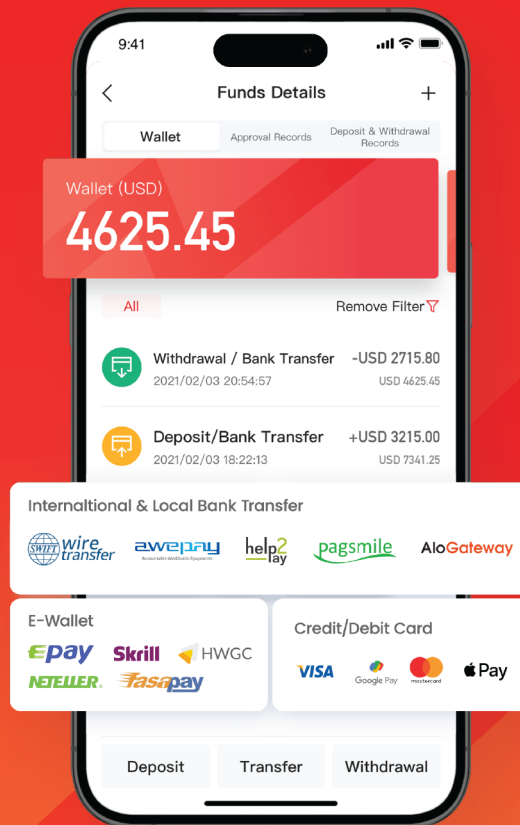 9:41
Funds Details
Wallet
Approval Records
Deposit & Withdrawal
Records
Wallet (USD)
4625.45
All
Remove Filter
Withdrawal / Bank Transfer
-USD 2715.80
2021/02/03 20:54:57
USD 4625.45
Deposit/Bank Transfer
+USD 3215.00
2021/02/03 18:22:13
USD 7341.25
Internaltional & Local Bank Transfer
SWIFT wire transfer
awepay
help2pay
pagsmile
AloGateway
E-Wallet
epay
Skrill
HWGC
NETELLER.
fasapay
Credit/Debit Card
VISA
Google Pay
mastercard
Pay
Deposit
Transfer
Withdrawal